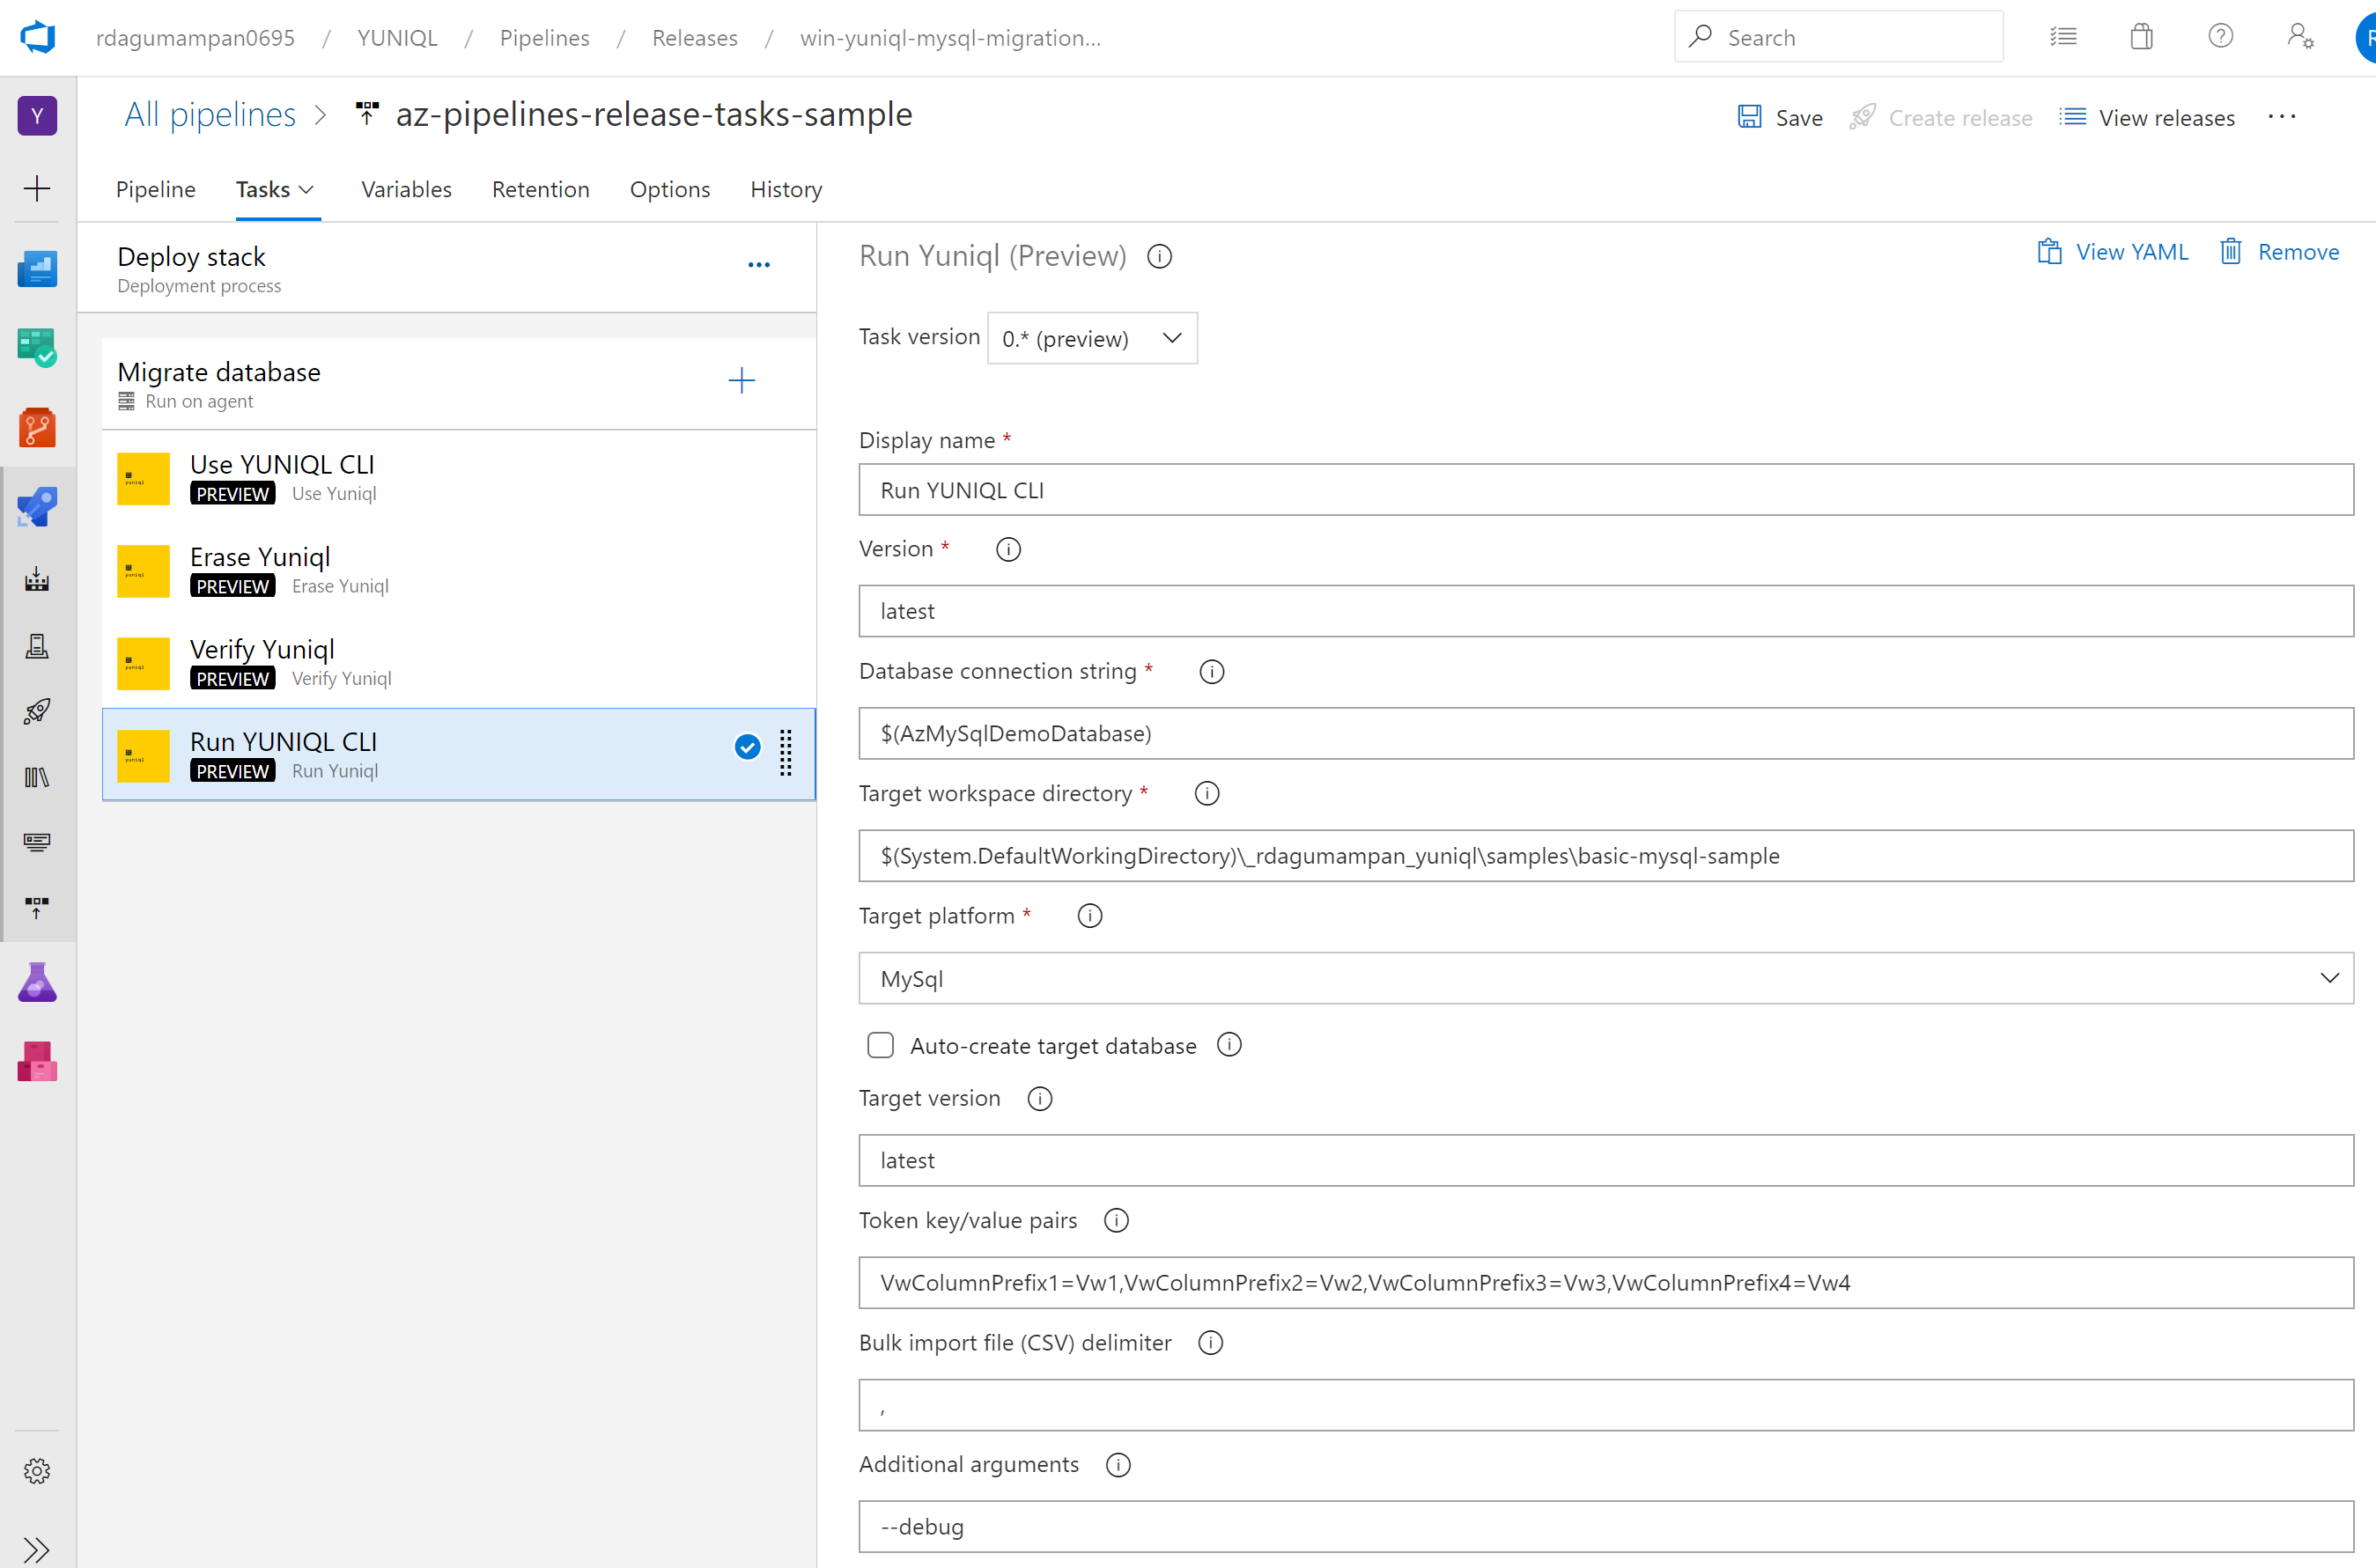 rdagumampan0695 / YUNIQL / Pipelines / Releases / win-yuniql-mysql-migration...
Search
R
Y
All pipelines > az-pipelines-release-tasks-sample
Save
Create release
View releases
...
Pipeline
Tasks
Variables
Retention
Options
History
Deploy stack
Deployment process
...
Migrate database
Run on agent
Use YUNIQL CLI
PREVIEW Use Yuniql
yuniql
Erase Yuniql
PREVIEW Erase Yuniql
yuniql
Verify Yuniql
PREVIEW Verify Yuniql
yuniql
Run YUNIQL CLI
PREVIEW Run Yuniql
yuniql
Run Yuniql (Preview)
View YAML
Remove
Task version 0.* (preview)
Display name *
Run YUNIQL CLI
Version *
latest
Database connection string *
$(AzMySqlDemoDatabase)
Target workspace directory *
$(System.DefaultWorkingDirectory)\_rdagumampan_yuniql\samples\basic-mysql-sample
Target platform *
MySql
Auto-create target database
Target version
latest
Token key/value pairs
VwColumnPrefix1=Vw1,VwColumnPrefix2=Vw2,VwColumnPrefix3=Vw3,VwColumnPrefix4=Vw4
Bulk import file (CSV) delimiter
,
Additional arguments
--debug